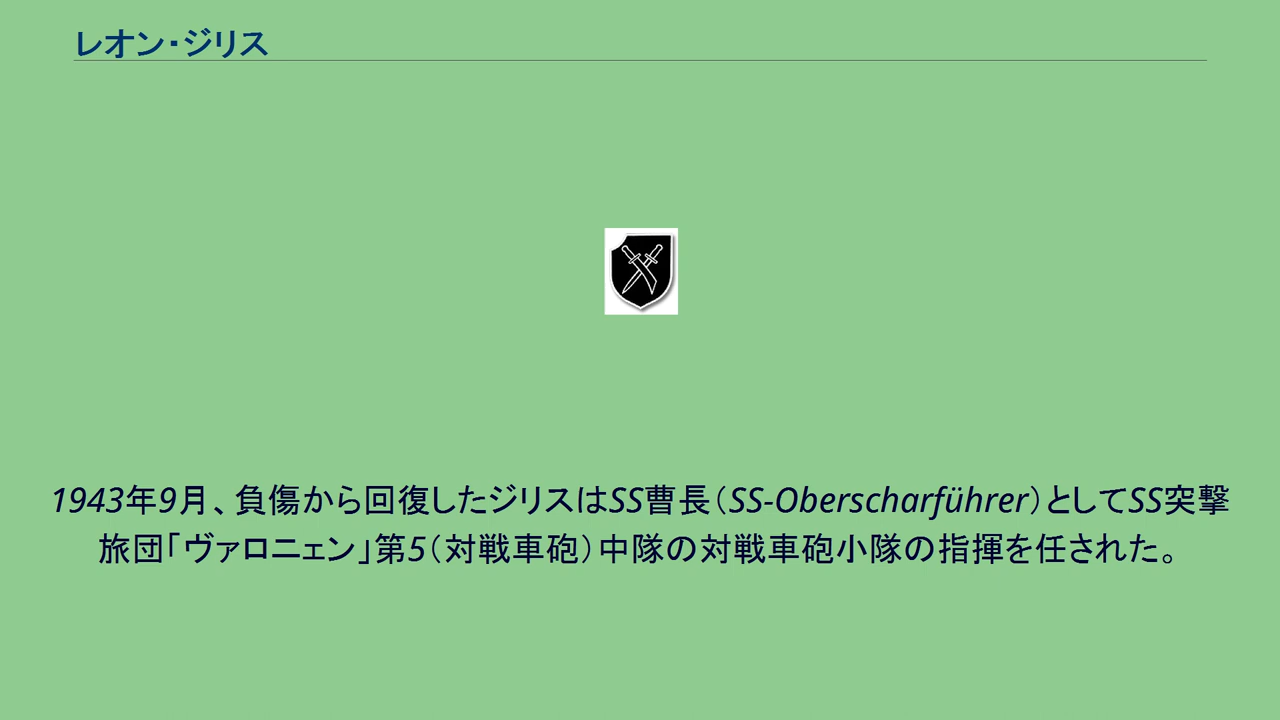 レオン・ジリス
1943年9月、負傷から回復したジリスはSS曹長（SS-Oberscharführer）としてSS突撃
旅団「ヴァロニェン」第5（対戦車砲）中隊の対戦車砲小隊の指揮を任された。